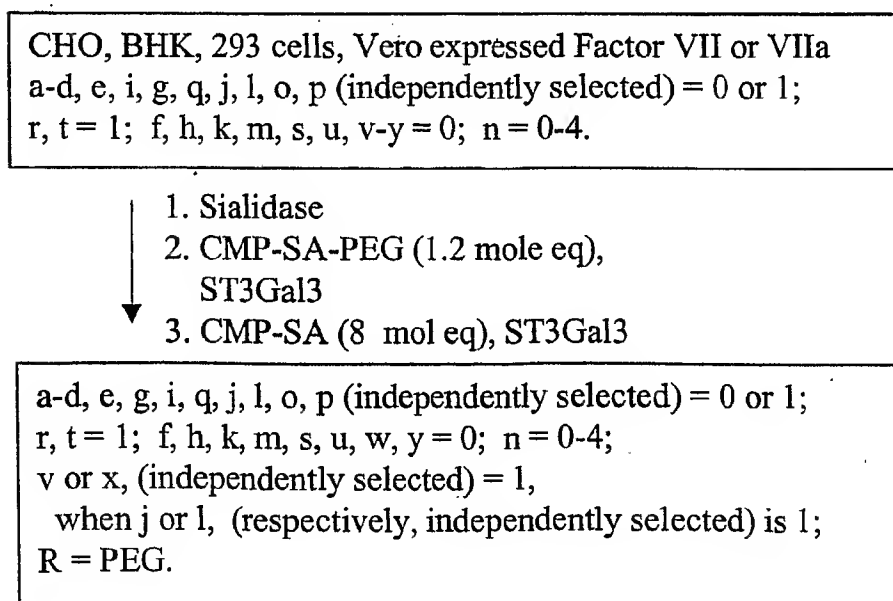 CHO, BHK, 293 cells, Vero expressed Factor VII or VIIa
a-d, e, i, g, q, j, l, o, p (independently selected) = 0 or 1;
r, t = 1; f, h, k, m, s, u, v-y = 0; n = 0-4.
1. Sialidase
2. CMP-SA-PEG (1.2 mole eq),
ST3Gal3
3. CMP-SA (8 mol eq), ST3Gal3
a-d, e, g, i, q, j, l, o, p (independently selected) = 0 or 1;
r, t = 1; f, h, k, m, s, u, w, y = 0; n = 0-4;
v or x, (independently selected) = 1,
when j or l, (respectively, independently selected) is 1;
R = PEG.